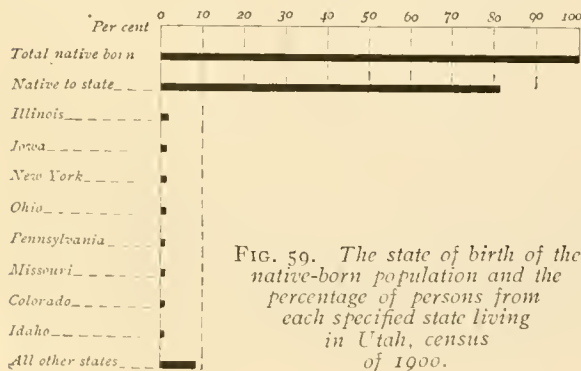 Per cent 0 10 20 30 40 50 60 70 80 90 100
Total native born
Native to state
Illinois
Iowa
New York
Ohio
Pennsylvania
Missouri
Colorado
Idaho
All other states
FIG. 59. The state of birth of the
native-born population and the
percentage of persons from
each specified state living
in Utah, census
of 1900.